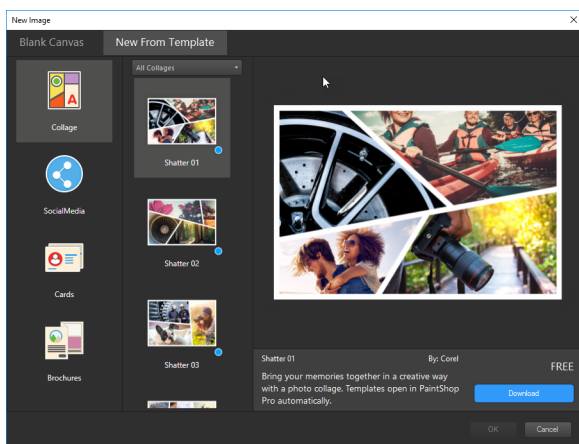 New Image
Blank Canvas
New From Template
Collage
SocialMedia
Cards
Brochures
All Collages
Shatter 01
Shatter 02
Shatter 03
Shatter 01
By: Corel
FREE
Bring your memories together in a creative way
with a photo collage. Templates open in PaintShop
Pro automatically.
Download
OK
Cancel